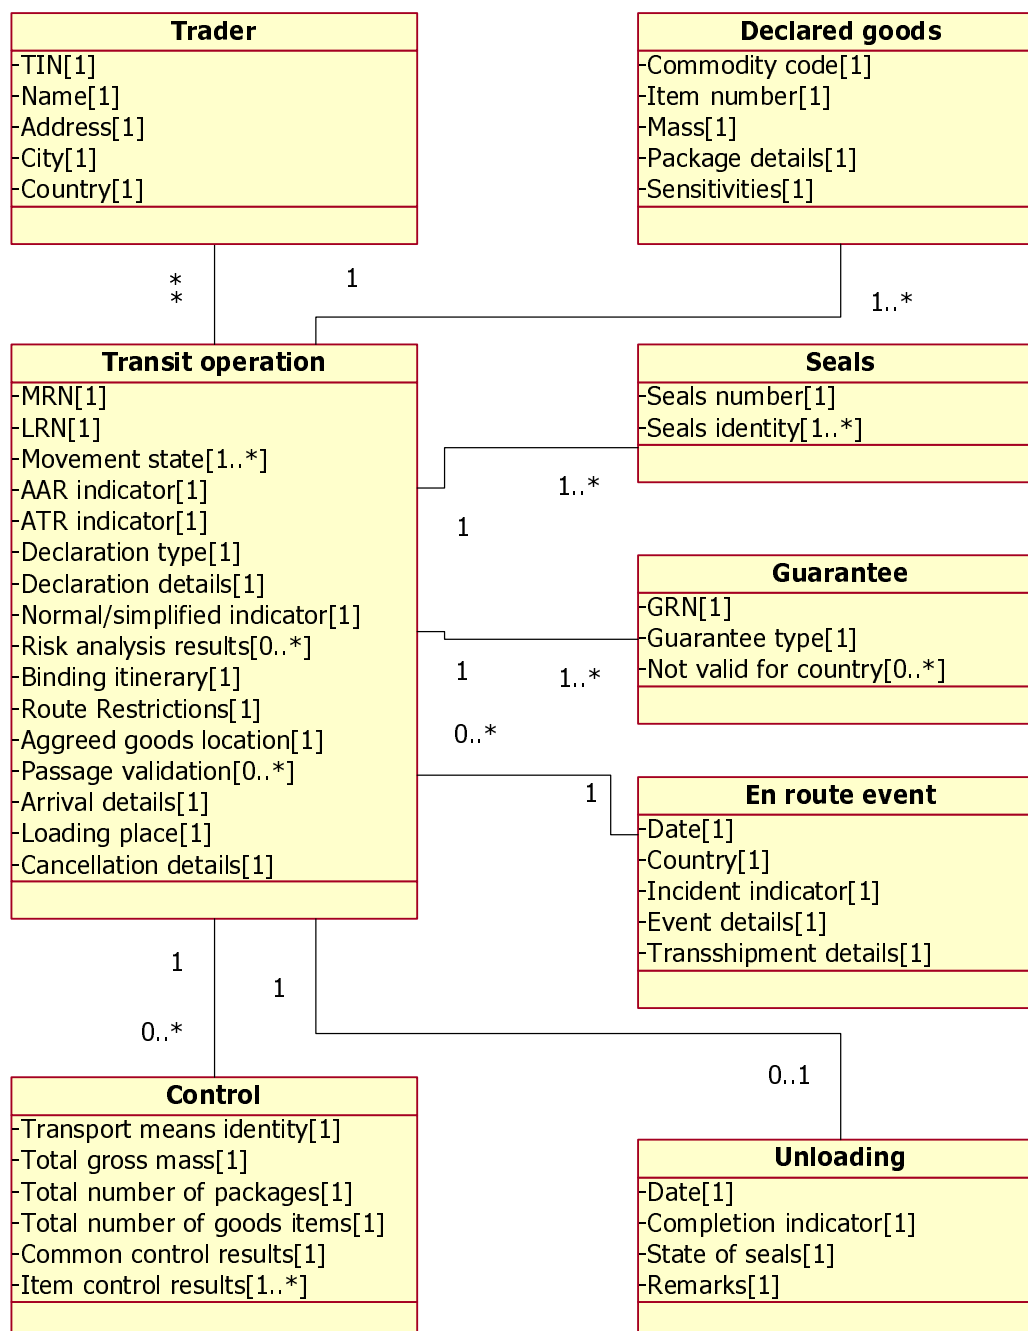 Trader
-TIN[1]
-Name[1]
-Address[1]
-City[1]
-Country[1]
Declared goods
-Commodity code[1]
-Item number[1]
-Mass[1]
-Package details[1]
-Sensitivities[1]
*
*
1
1..*
Transit operation
-MRN[1]
-LRN[1]
-Movement state[1..*]
-AAR indicator[1]
-ATR indicator[1]
-Declaration type[1]
-Declaration details[1]
-Normal/simplified indicator[1]
-Risk analysis results[0..*]
-Binding itinerary[1]
-Route Restrictions[1]
-Aggreed goods location[1]
-Passage validation[0..*]
-Arrival details[1]
-Loading place[1]
-Cancellation details[1]
Seals
-Seals number[1]
-Seals identity[1..*]
1..*
1
Guarantee
-GRN[1]
-Guarantee type[1]
-Not valid for country[0..*]
1
1..*
0..*
1
En route event
-Date[1]
-Country[1]
-Incident indicator[1]
-Event details[1]
-Transshipment details[1]
1
0..*
1
0..1
Control
-Transport means identity[1]
-Total gross mass[1]
-Total number of packages[1]
-Total number of goods items[1]
-Common control results[1]
-Item control results[1..*]
Unloading
-Date[1]
-Completion indicator[1]
-State of seals[1]
-Remarks[1]